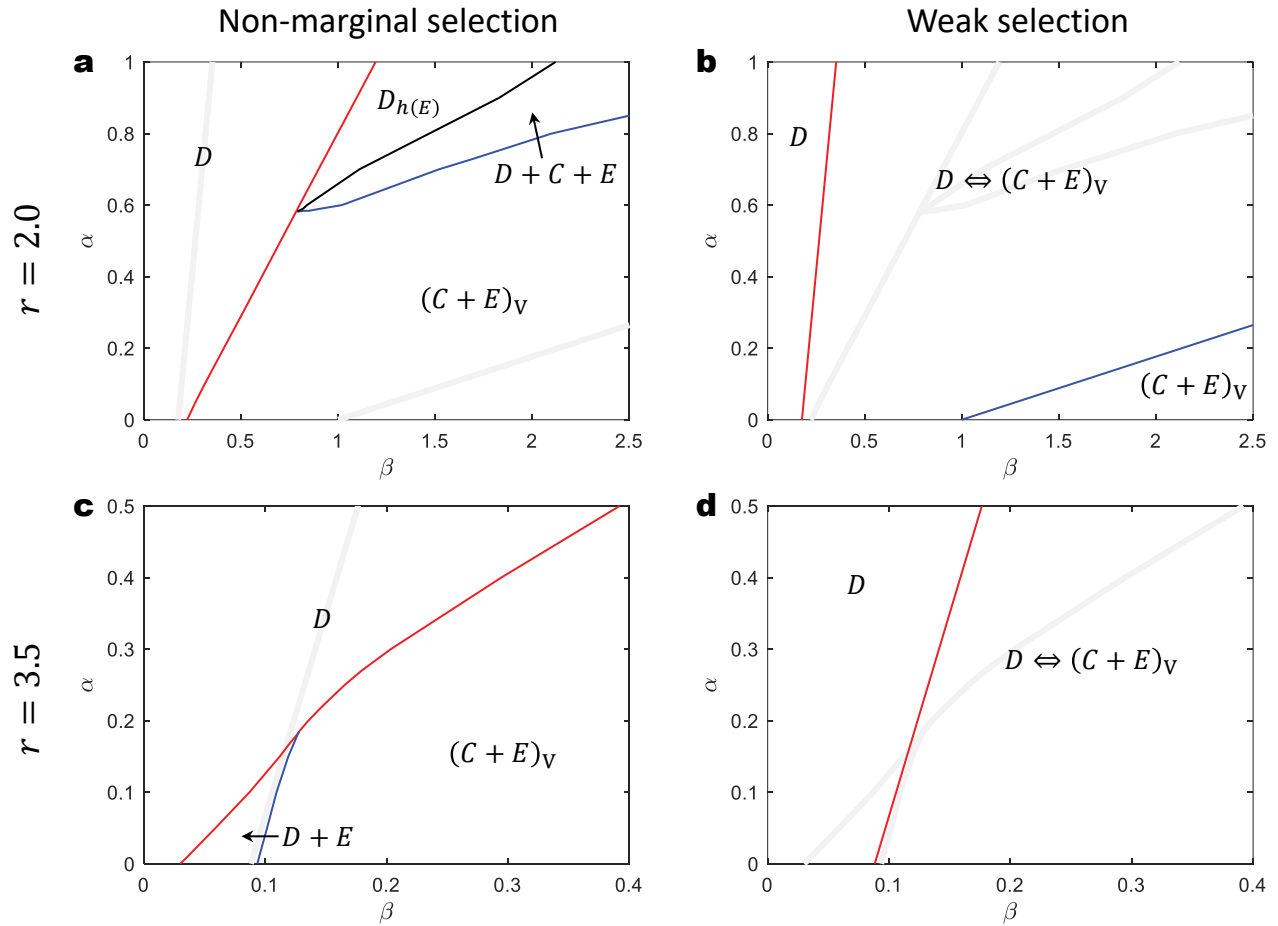 Non-marginal selection
Weak selection
r = 2.0
a
α
1
0.8
0.6
0.4
0.2
0
0
0.5
1
1.5
2
2.5
β
D
D_{h(E)}
D + C + E
(C + E)_V
b
α
1
0.8
0.6
0.4
0.2
0
0
0.5
1
1.5
2
2.5
β
D
D ⇔ (C + E)_V
(C + E)_V
r = 3.5
c
α
0.5
0.4
0.3
0.2
0.1
0
0
0.1
0.2
0.3
0.4
β
D
(C + E)_V
D + E
d
α
0.5
0.4
0.3
0.2
0.1
0
0
0.1
0.2
0.3
0.4
β
D
D ⇔ (C + E)_V